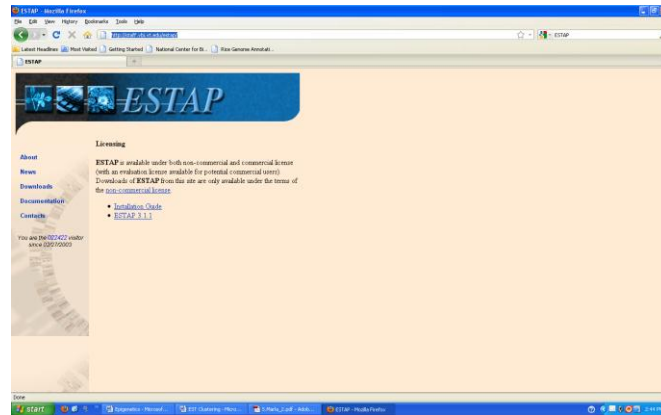 ESTAP - Mozilla Firefox
File Edit View History Bookmarks Tools Help
ESTAP
Latest Headlines Most Visited Getting Started National Center for Bi... Rice Genome Annotati...
ESTAP
ESTAP
Licensing
About
News
Downloads
Documentation
Contacts
ESTAP is available under both non-commercial and commercial license
(with an evaluation license available for potential commercial users)
Downloads of ESTAP from this site are only available under the terms of
the non-commercial license.
• Installation Guide
• ESTAP 3.1.1
You are the 022422 visitor
since 02/27/2003
Done
start
Epigenetics - Microsof...
EST Clustering - Micro...
ESTAP - Mozilla Firefox